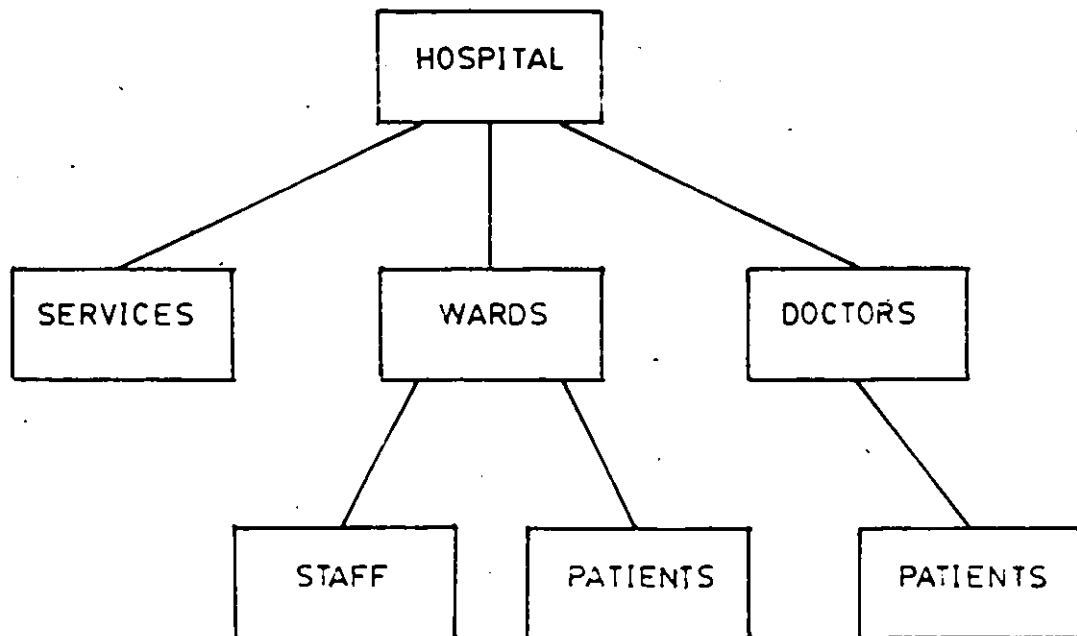 HOSPITAL
SERVICES
WARDS
DOCTORS
STAFF
PATIENTS
PATIENTS